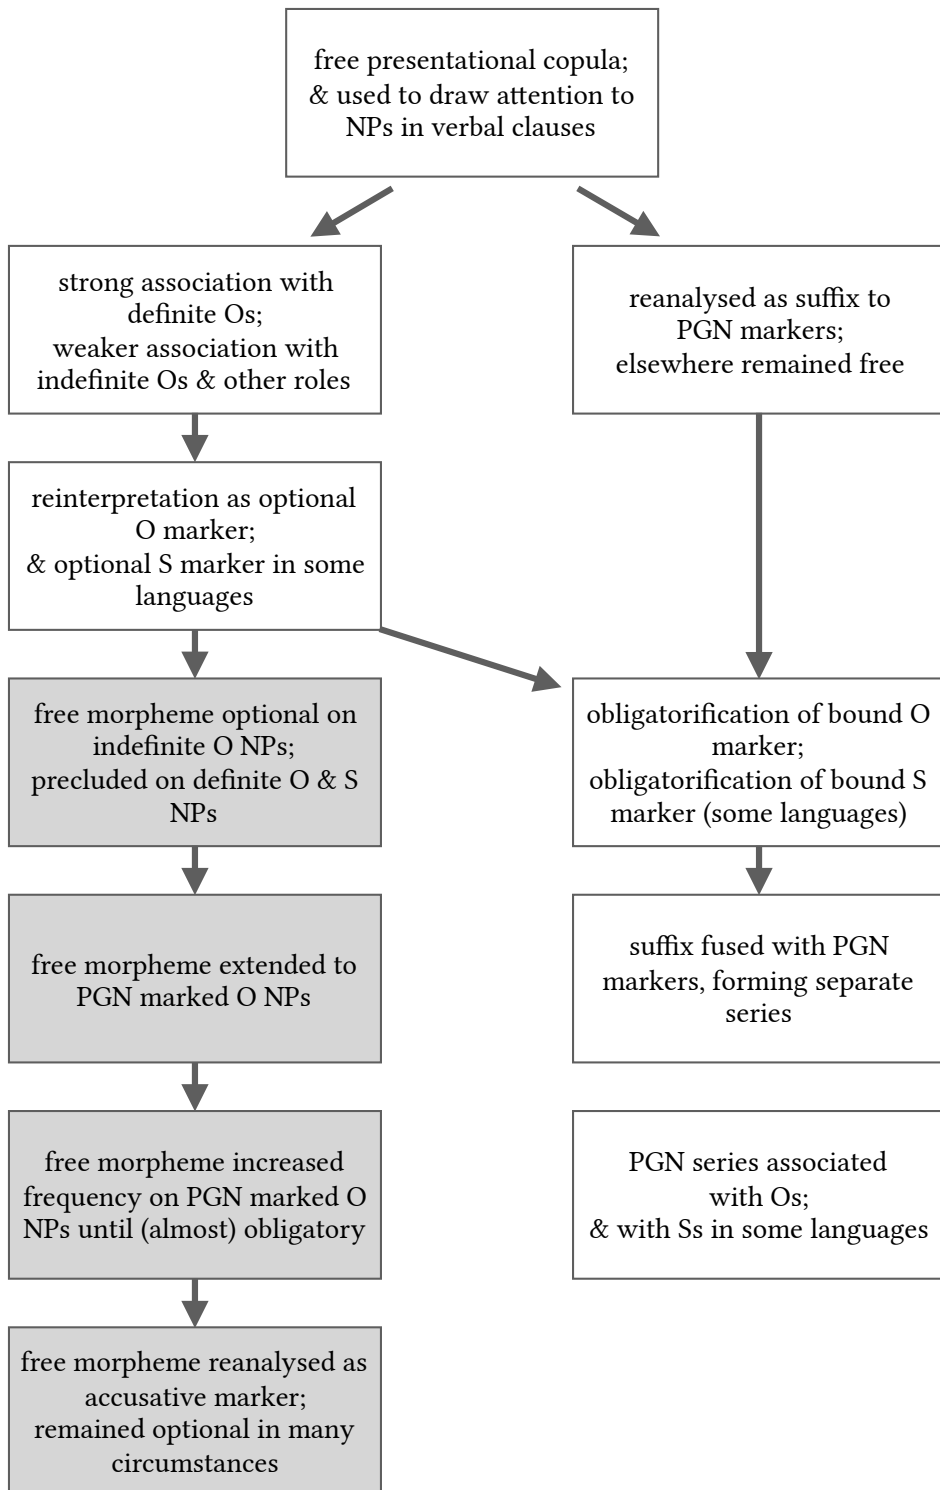 free presentational copula;
& used to draw attention to
NPs in verbal clauses
strong association with
definite Os;
weaker association with
indefinite Os & other roles
reanalysed as suffix to
PGN markers;
elsewhere remained free
reinterpretation as optional
O marker;
& optional S marker in some
languages
free morpheme optional on
indefinite O NPs;
precluded on definite O & S
NPs
obligatorification of bound O
marker;
obligatorification of bound S
marker (some languages)
free morpheme extended to
PGN marked O NPs
suffix fused with PGN
markers, forming separate
series
free morpheme increased
frequency on PGN marked O
NPs until (almost) obligatory
PGN series associated
with Os;
& with Ss in some languages
free morpheme reanalysed as
accusative marker;
remained optional in many
circumstances